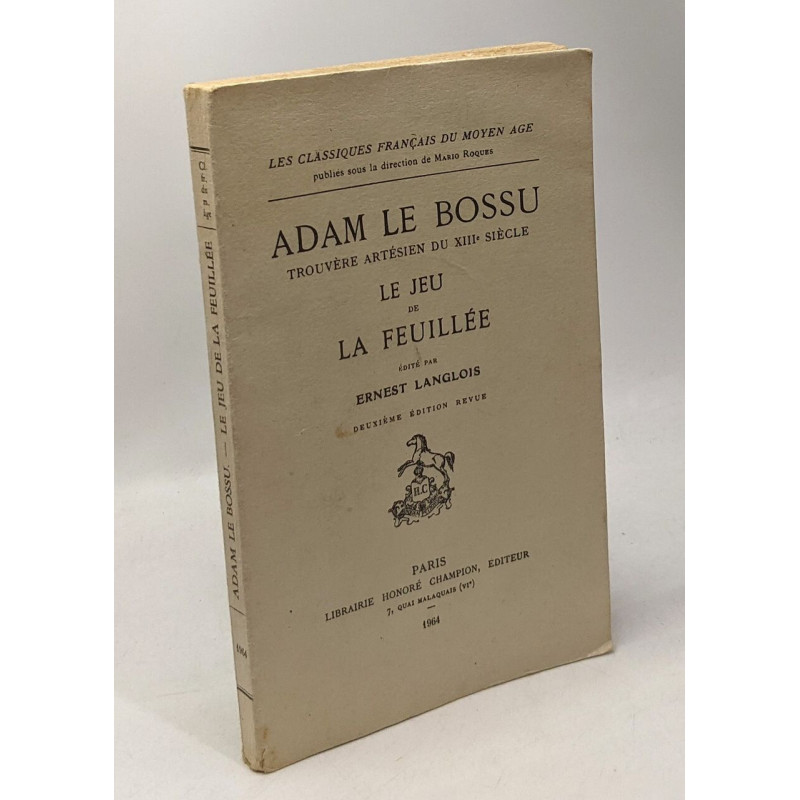 LES CLASSIQUES FRANÇAIS DU MOYEN AGE
publiés sous la direction de MARIO ROQUES
ADAM LE BOSSU
TROUVÈRE ARTÉSIEN DU XIIIe SIÈCLE
LE JEU
DE
LA FEUILLÉE
ÉDITÉ PAR
ERNEST LANGLOIS
DEUXIÈME ÉDITION REVUE
H.C
PARIS
LIBRAIRIE HONORÉ CHAMPION, EDITEUR
7, QUAI MALAQUAIS (VIe)
1964
ADAM LE BOSSU. — LE JEU DE LA FEUILLÉE
1964